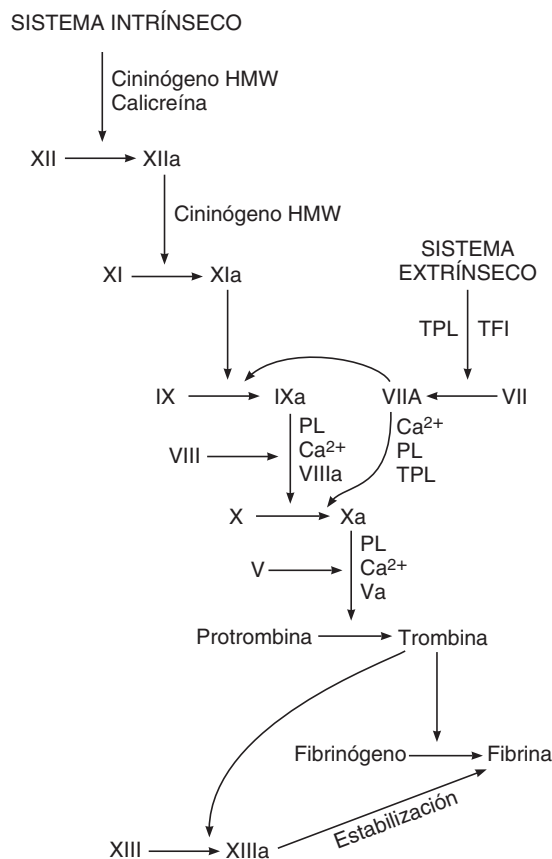 SISTEMA INTRÍNSECO
Cininógeno HMW
Calicreína
XII
XIIa
Cininógeno HMW
SISTEMA
EXTRÍNSECO
XI
XIa
TPL
TFI
IX
IXa
VIIA
VII
PL
Ca²⁺
VIIIa
VIII
Ca²⁺
PL
TPL
X
Xa
PL
Ca²⁺
Va
V
Protrombina
Trombina
Fibrinógeno
Fibrina
Estabilización
XIII
XIIIa